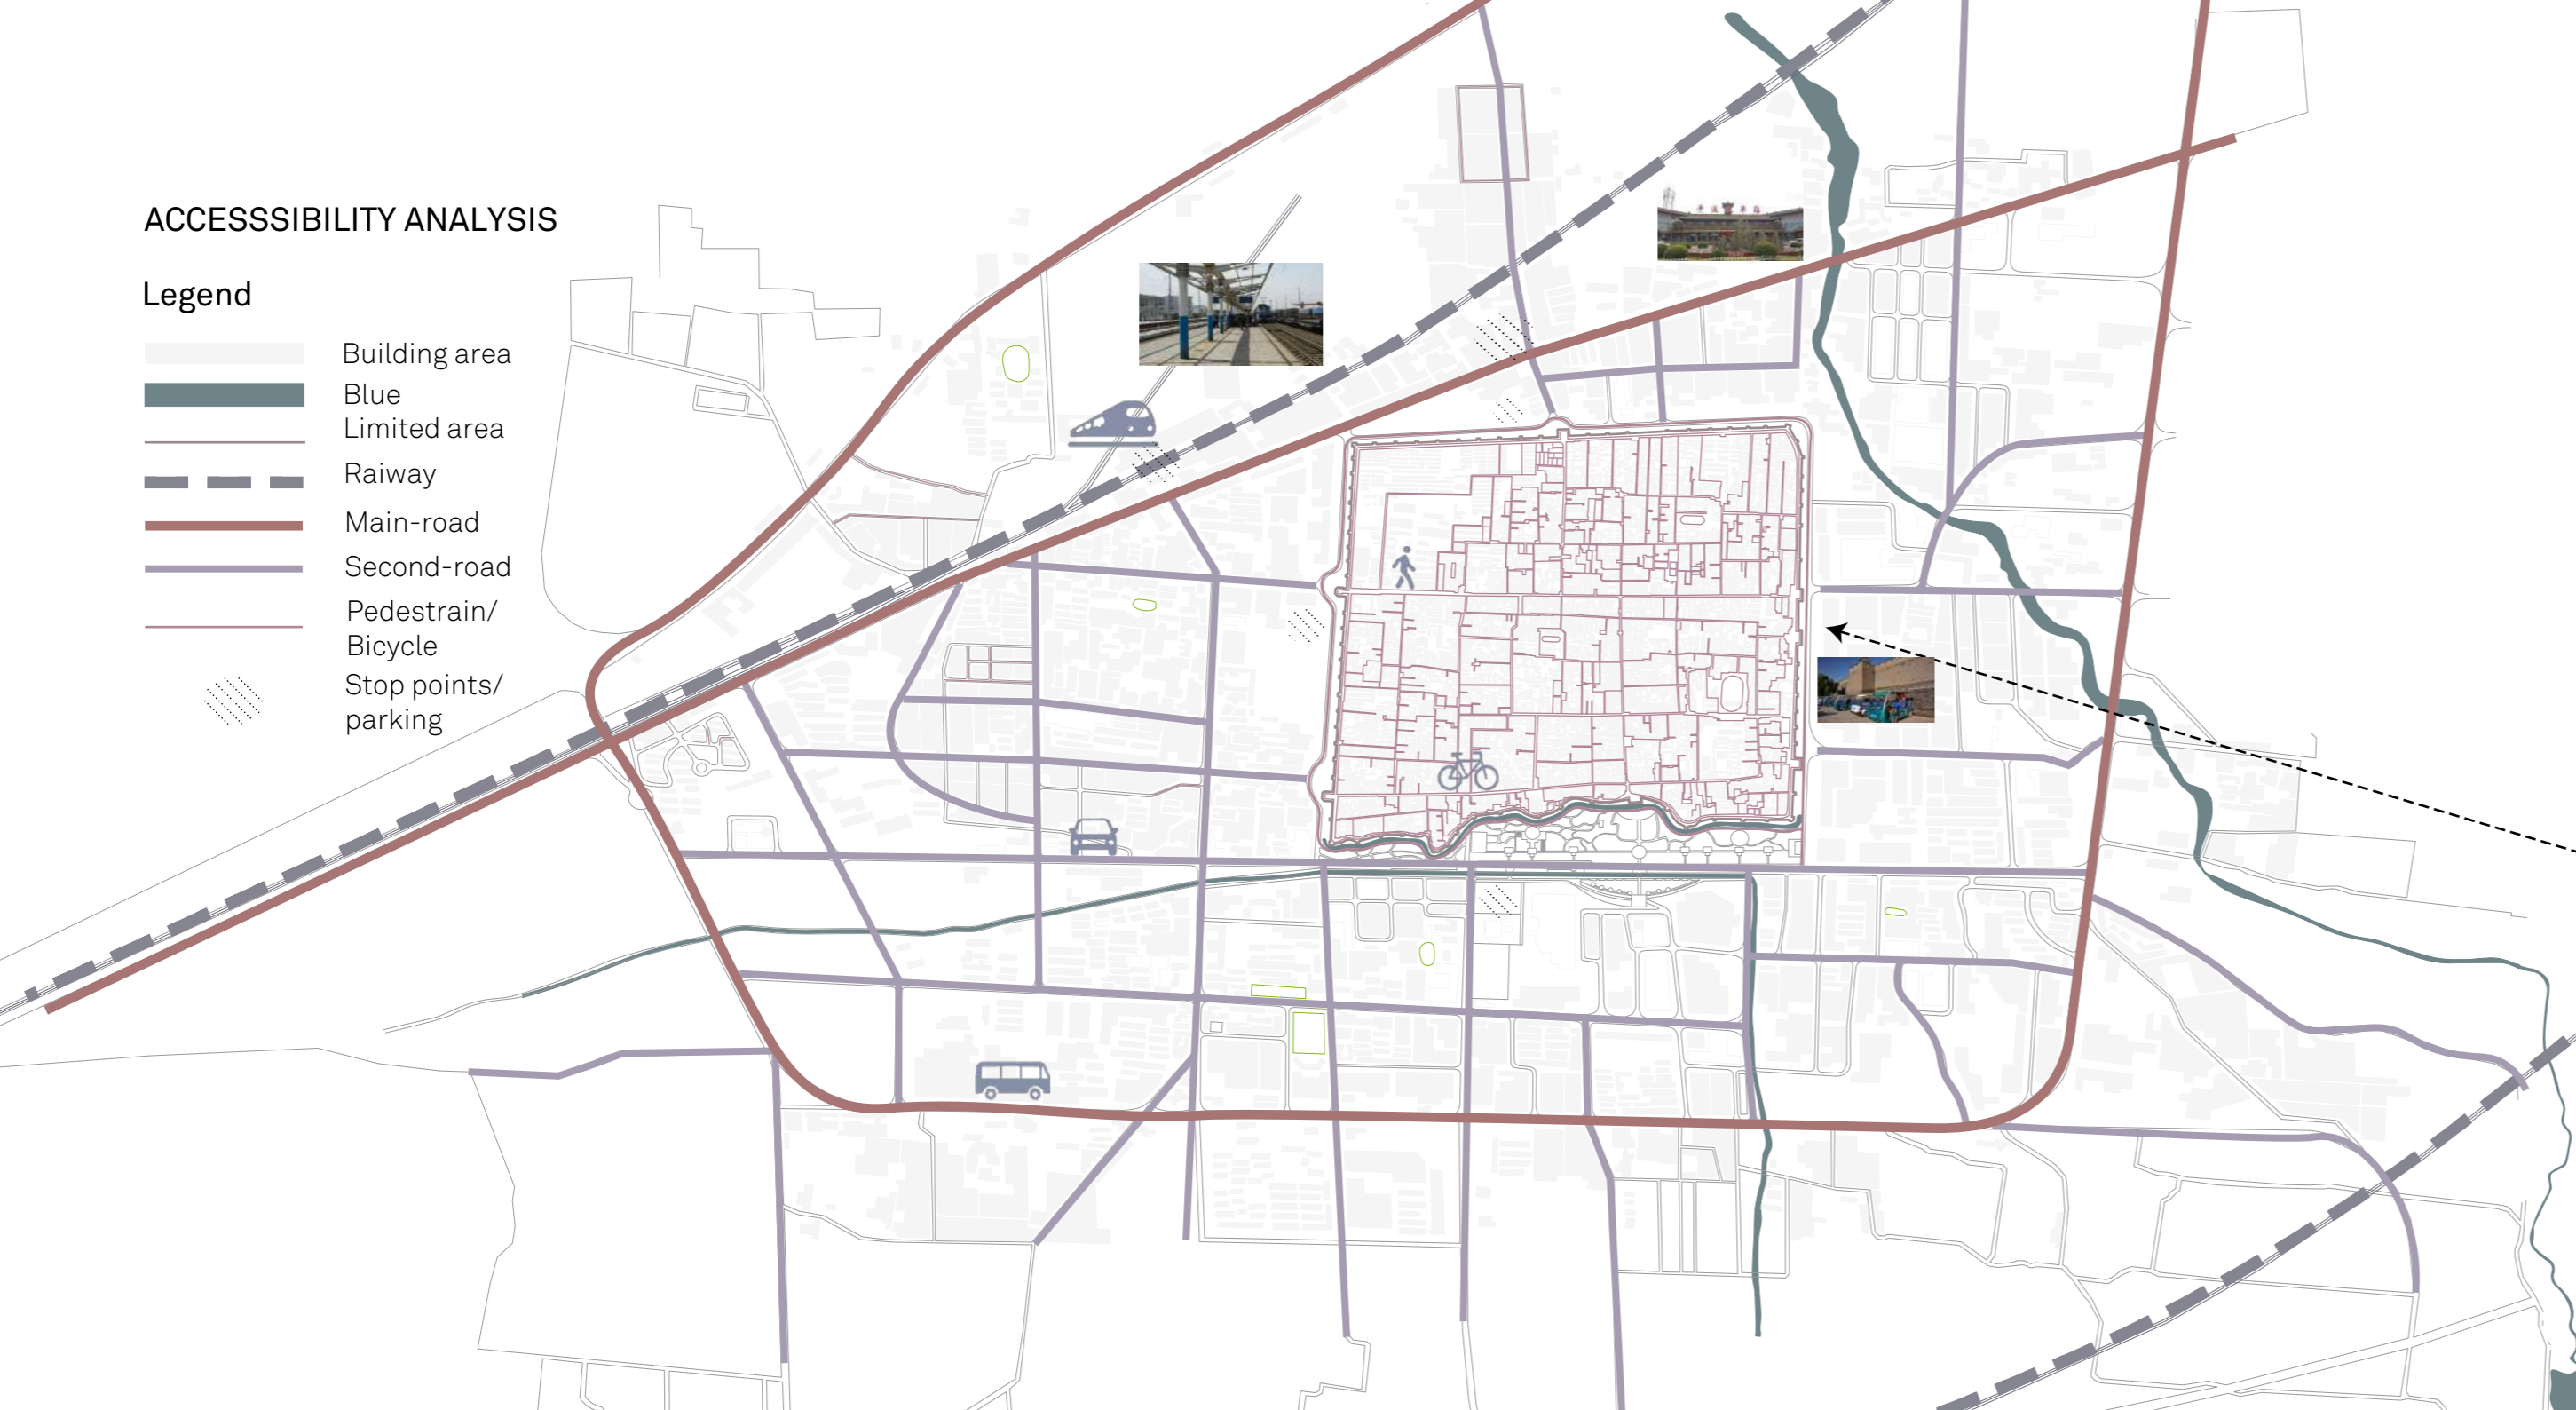 ACCESSSIBILITY ANALYSIS
Legend
Building area
Blue
Limited area
Raiway
Main-road
Second-road
Pedestrain/
Bicycle
Stop points/
parking